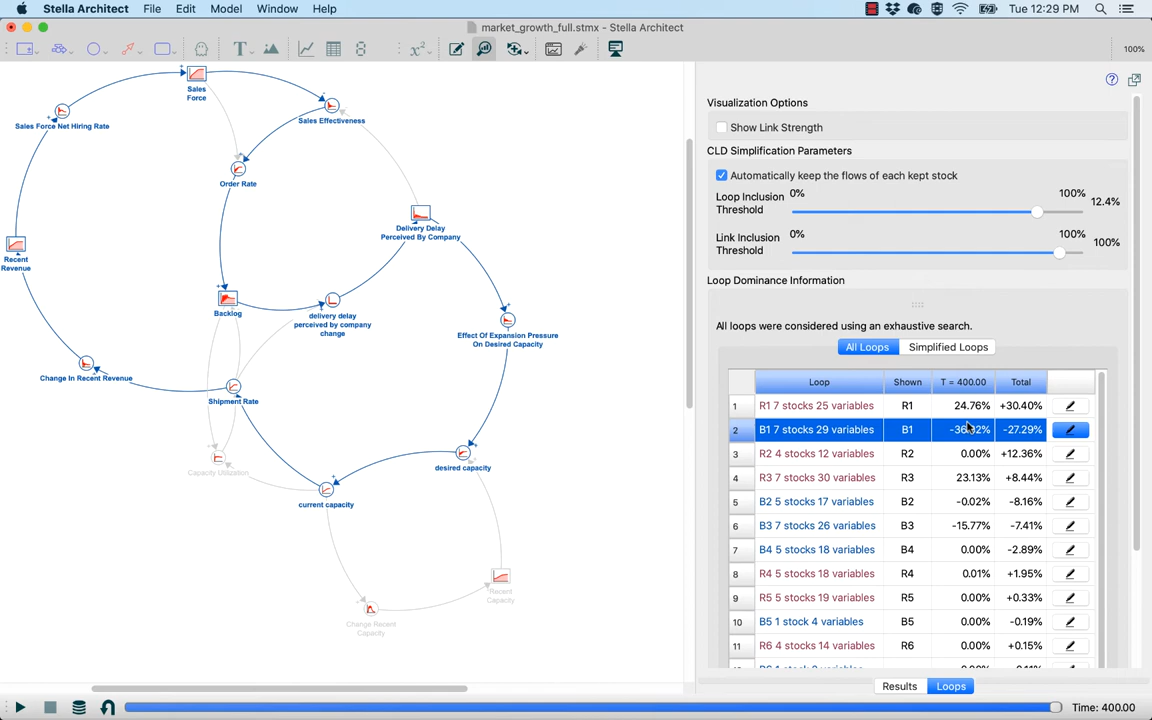 Stella Architect File Edit Model Window Help Tue 12:29 PM
market_growth_full.stmx - Stella Architect
100%
Sales
Force
Sales Force Net Hiring Rate
Sales Effectiveness
Order Rate
Delivery Delay
Perceived By Company
Recent
Revenue
Backlog
delivery delay
perceived by company
change
Effect Of Expansion Pressure
On Desired Capacity
Change In Recent Revenue
Shipment Rate
Capacity Utilization
desired capacity
current capacity
Recent
Capacity
Change Recent
Capacity
Visualization Options
Show Link Strength
CLD Simplification Parameters
Automatically keep the flows of each kept stock
Loop Inclusion
Threshold
0% 100% 12.4%
Link Inclusion
Threshold
0% 100% 100%
Loop Dominance Information
All loops were considered using an exhaustive search.
All Loops Simplified Loops
Loop Shown T = 400.00 Total
1 R1 7 stocks 25 variables R1 24.76% +30.40%
2 B1 7 stocks 29 variables B1 -27.29%
3 R2 4 stocks 12 variables R2 0.00% +12.36%
4 R3 7 stocks 30 variables R3 23.13% +8.44%
5 B2 5 stocks 17 variables B2 -0.02% -8.16%
6 B3 7 stocks 26 variables B3 -15.77% -7.41%
7 B4 5 stocks 18 variables B4 0.00% -2.89%
8 R4 5 stocks 18 variables R4 0.01% +1.95%
9 R5 5 stocks 19 variables R5 0.00% +0.33%
10 B5 1 stock 4 variables B5 0.00% -0.19%
11 R6 4 stocks 14 variables R6 0.00% +0.15%
Results Loops
Time: 400.00